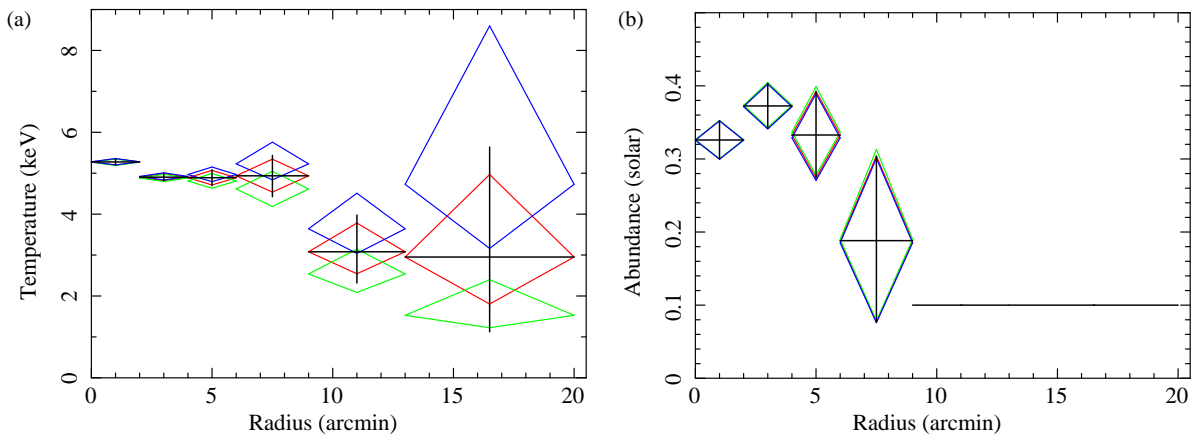 (a)
Temperature (keV)
0
2
4
6
8
0 5 10 15 20
Radius (arcmin)
(b)
Abundance (solar)
0
0.1
0.2
0.3
0.4
0 5 10 15 20
Radius (arcmin)